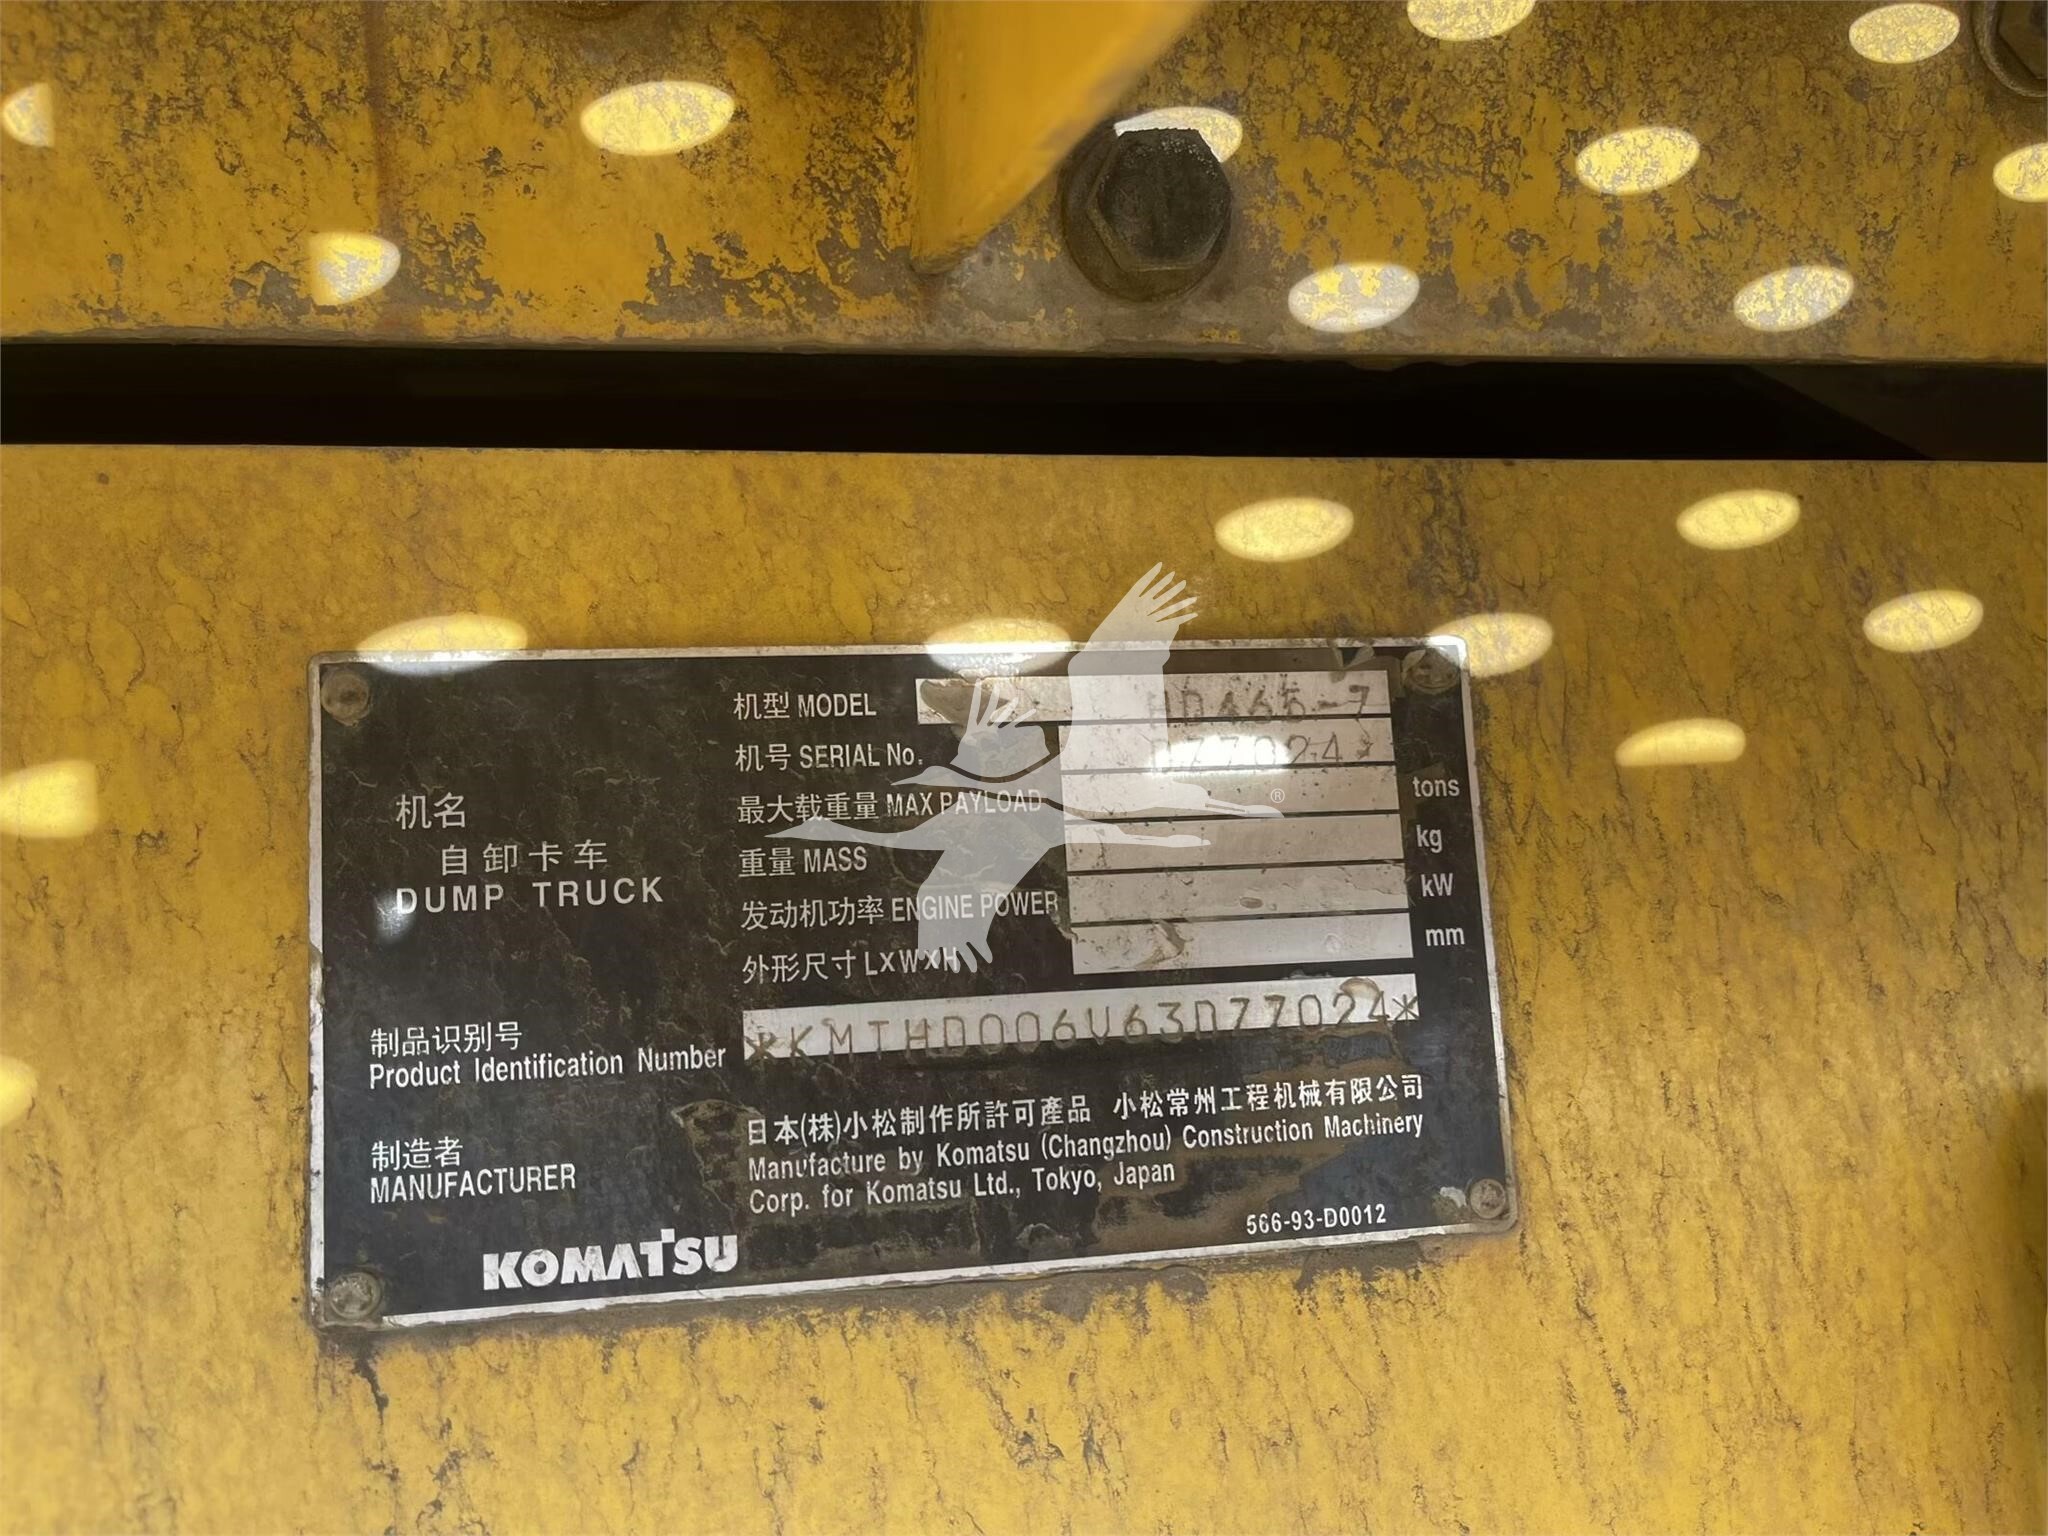 机型 MODEL HD465-7
机号 SERIAL No. D77024
最大载重量 MAX PAYLOAD tons
重量 MASS kg
发动机功率 ENGINE POWER kW
外形尺寸 L×W×H mm
机名
自卸卡车
DUMP TRUCK
制品识别号
Product Identification Number
*KMTHD006V63D77024*
制造者
MANUFACTURER
日本(株)小松制作所許可產品 小松常州工程机械有限公司
Manufacture by Komatsu (Changzhou) Construction Machinery
Corp. for Komatsu Ltd., Tokyo, Japan
566-93-D0012
KOMATSU
®